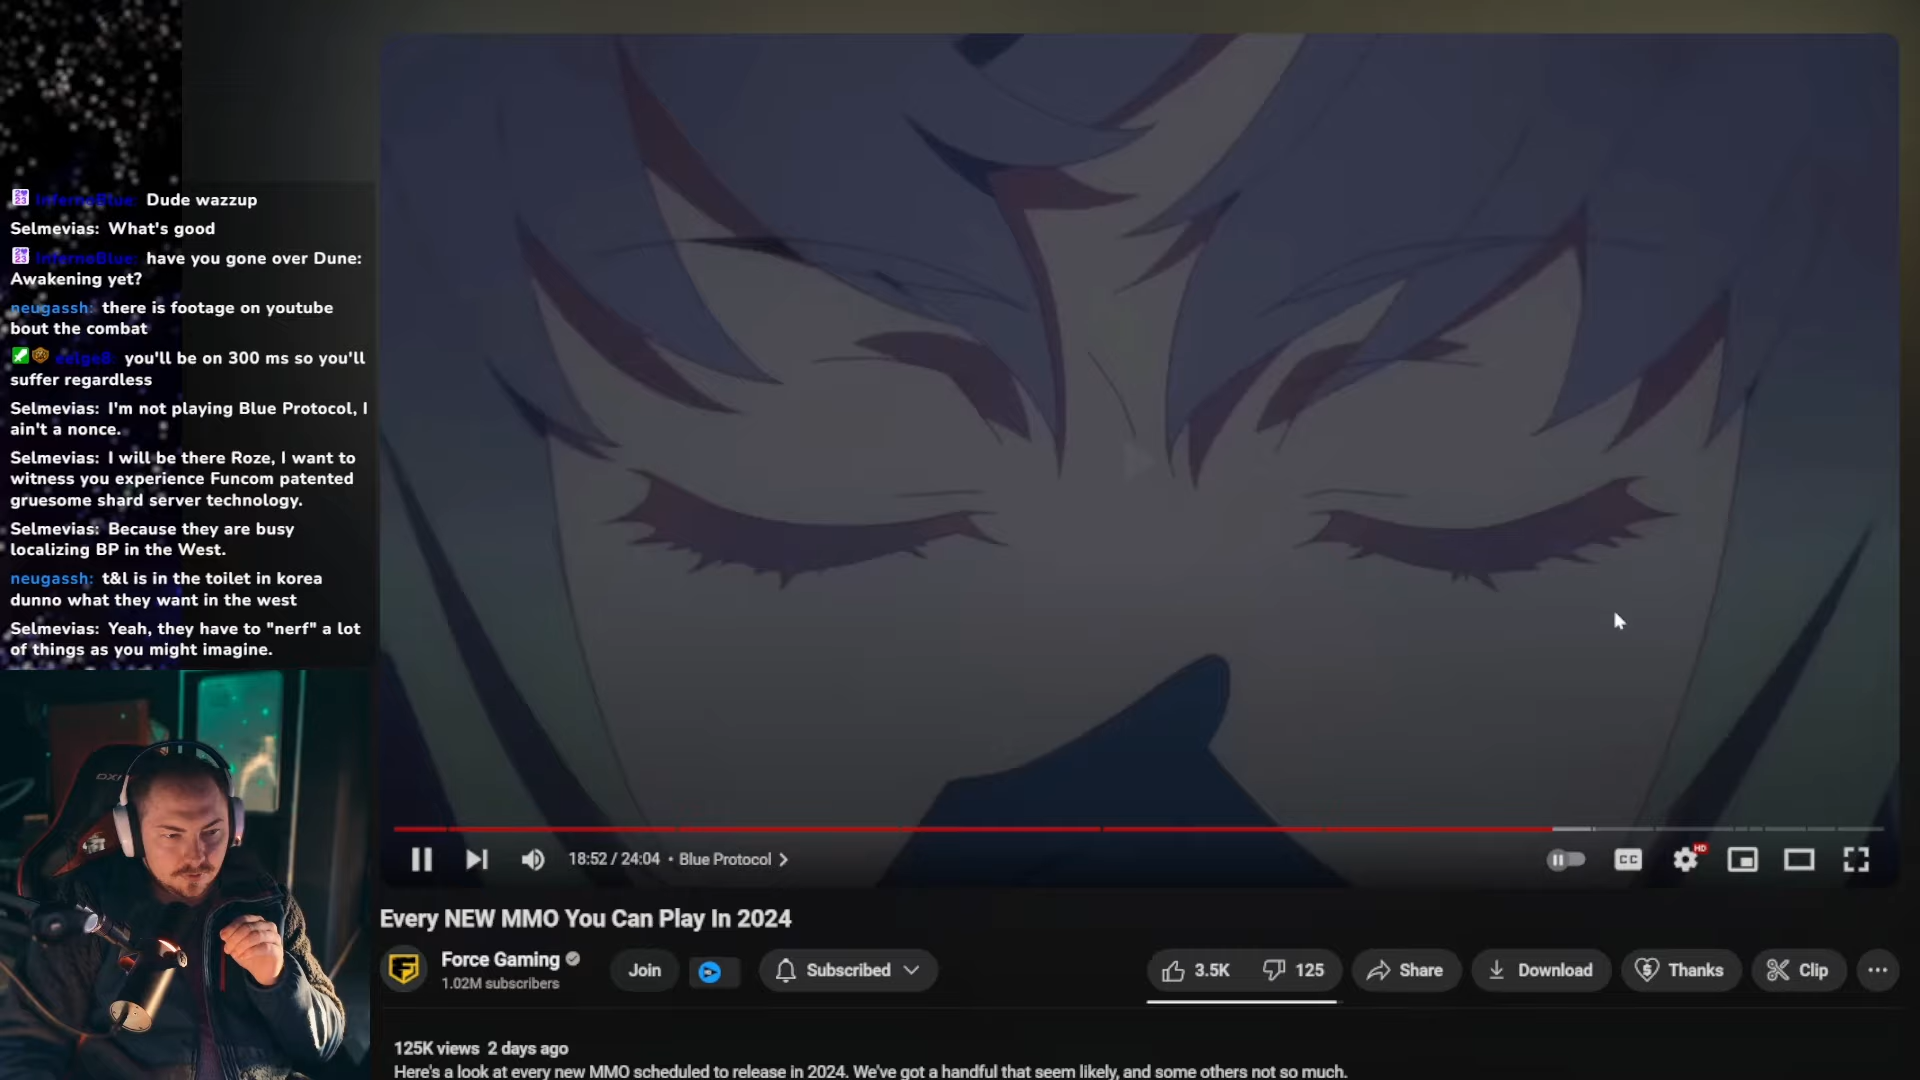 InfernoBlue: Dude wazzup
Selmevias: What's good
InfernoBlue: have you gone over Dune:
Awakening yet?
neugassh: there is footage on youtube
bout the combat
you'll be on 300 ms so you'll
suffer regardless
Selmevias: I'm not playing Blue Protocol, I
ain't a nonce.
Selmevias: I will be there Roze, I want to
witness you experience Funcom patented
gruesome shard server technology.
Selmevias: Because they are busy
localizing BP in the West.
neugassh: t&l is in the toilet in korea
dunno what they want in the west
Selmevias: Yeah, they have to "nerf" a lot
of things as you might imagine.
18:52 / 24:04 • Blue Protocol
CC
HD
Every NEW MMO You Can Play In 2024
Force Gaming
1.02M subscribers
Join
Subscribed
3.5K
125
Share
Download
Thanks
Clip
125K views 2 days ago
Here's a look at every new MMO scheduled to release in 2024. We've got a handful that seem likely, and some others not so much.